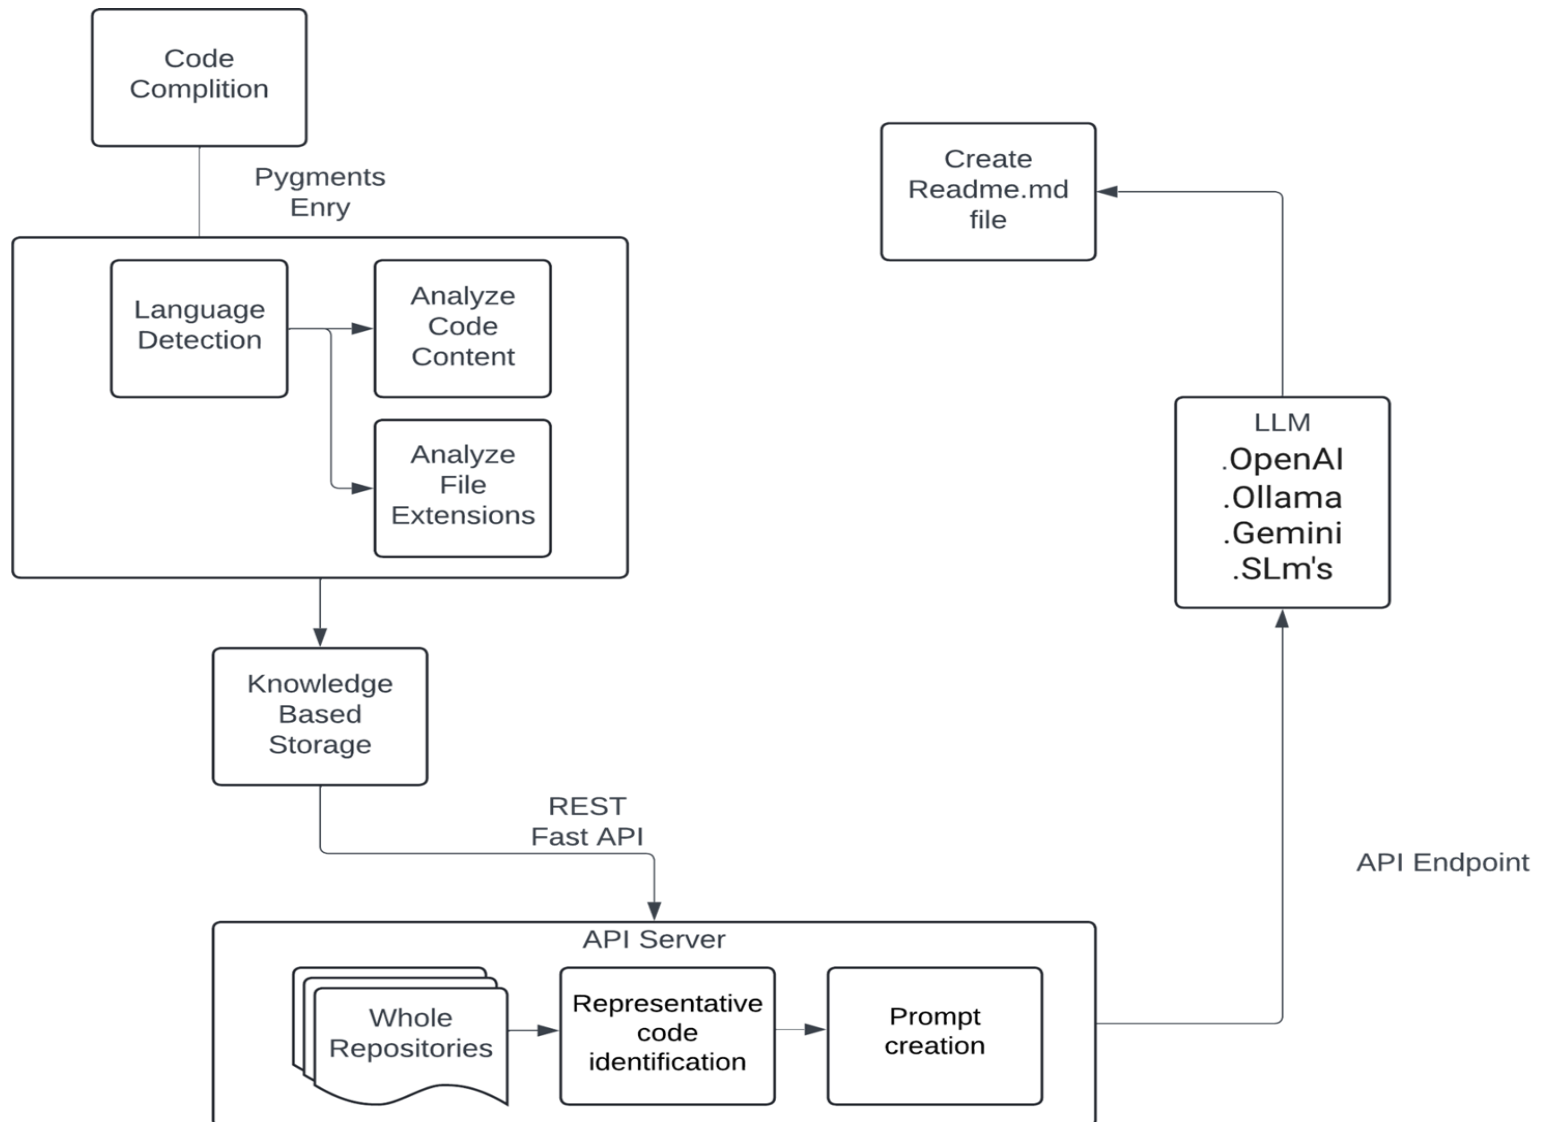 Code
Complition
Pygments
Enry
Language
Detection
Analyze
Code
Content
Analyze
File
Extensions
Knowledge
Based
Storage
REST
Fast API
API Server
Whole
Repositories
Representative
code
identification
Prompt
creation
API Endpoint
LLM
.OpenAI
.Ollama
.Gemini
.SLm's
Create
Readme.md
file